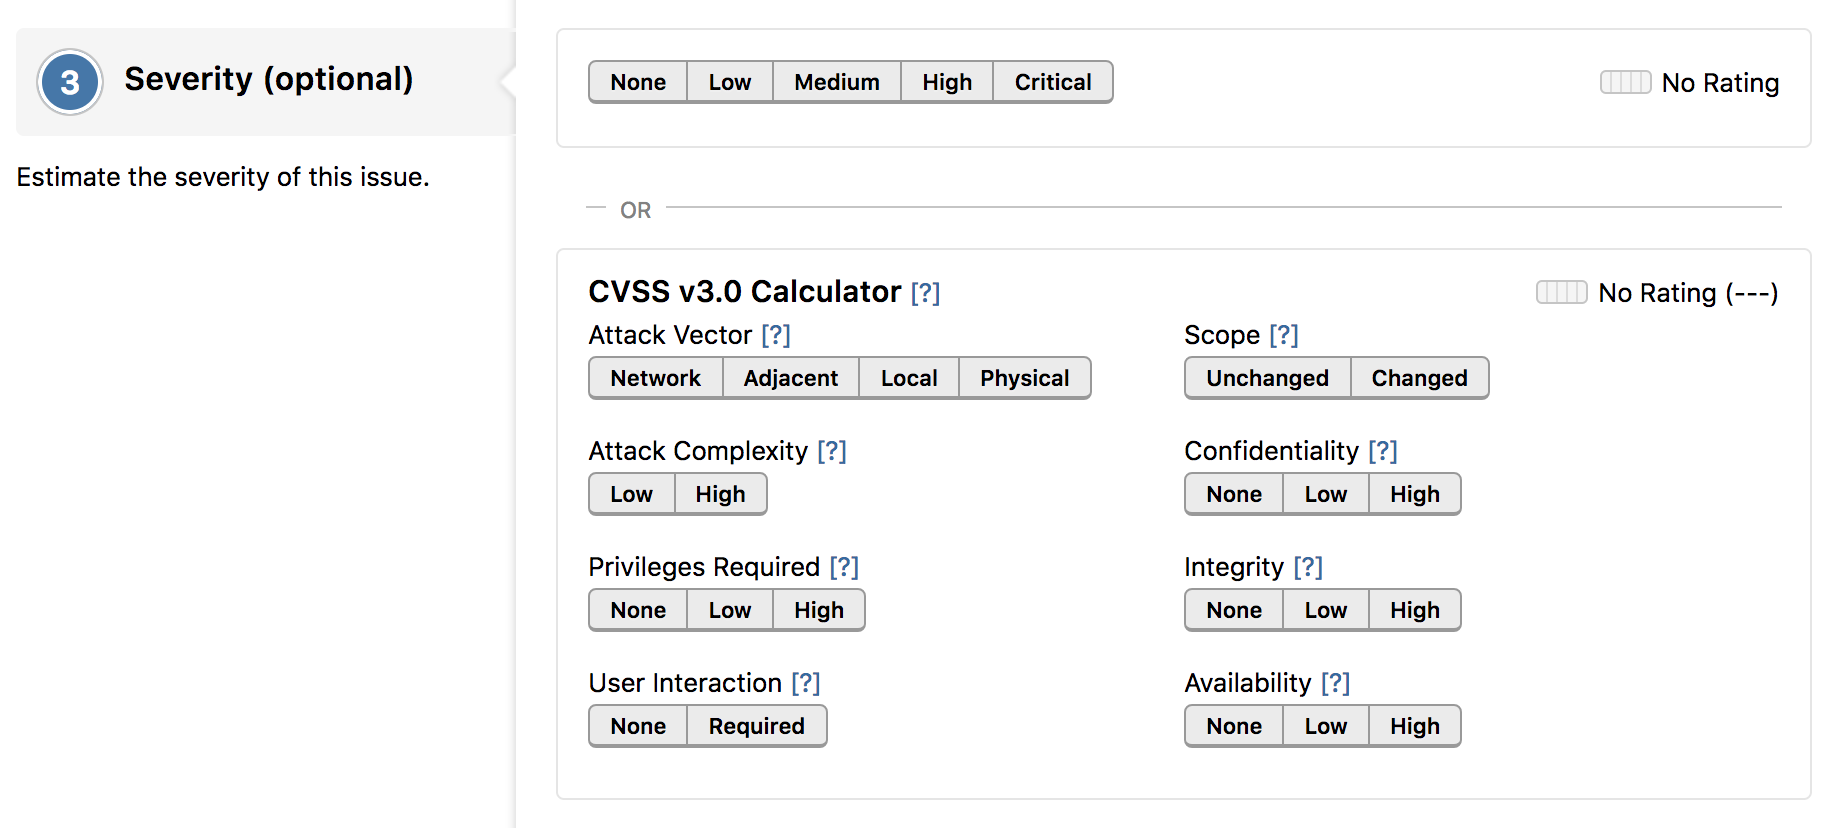 3 Severity (optional)
Estimate the severity of this issue.
None Low Medium High Critical
No Rating
OR
CVSS v3.0 Calculator [?]
No Rating (---)
Attack Vector [?]
Network Adjacent Local Physical
Scope [?]
Unchanged Changed
Attack Complexity [?]
Low High
Confidentiality [?]
None Low High
Privileges Required [?]
None Low High
Integrity [?]
None Low High
User Interaction [?]
None Required
Availability [?]
None Low High